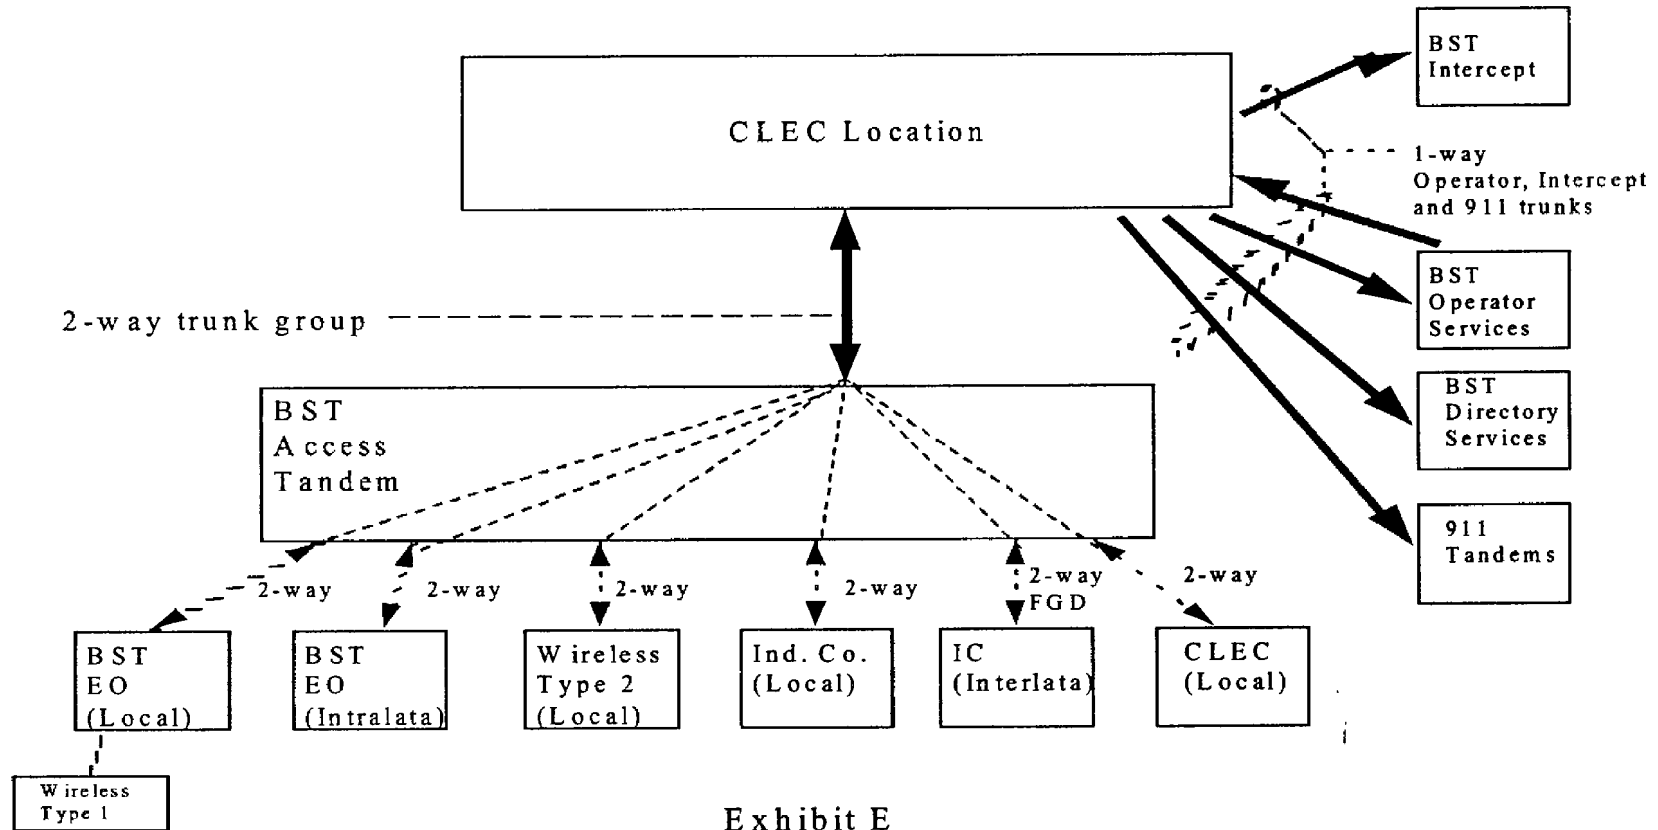 BST
Intercept
CLEC Location
1-way
Operator, Intercept
and 911 trunks
BST
Operator
Services
2-way trunk group
BST
Directory
Services
BST
Access
Tandem
911
Tandems
2-way
2-way
2-way
2-way
2-way
FGD
2-way
BST
EO
(Local)
BST
EO
(Intralata)
Wireless
Type 2
(Local)
Ind. Co.
(Local)
IC
(Interlata)
CLEC
(Local)
Wireless
Type 1
Exhibit E